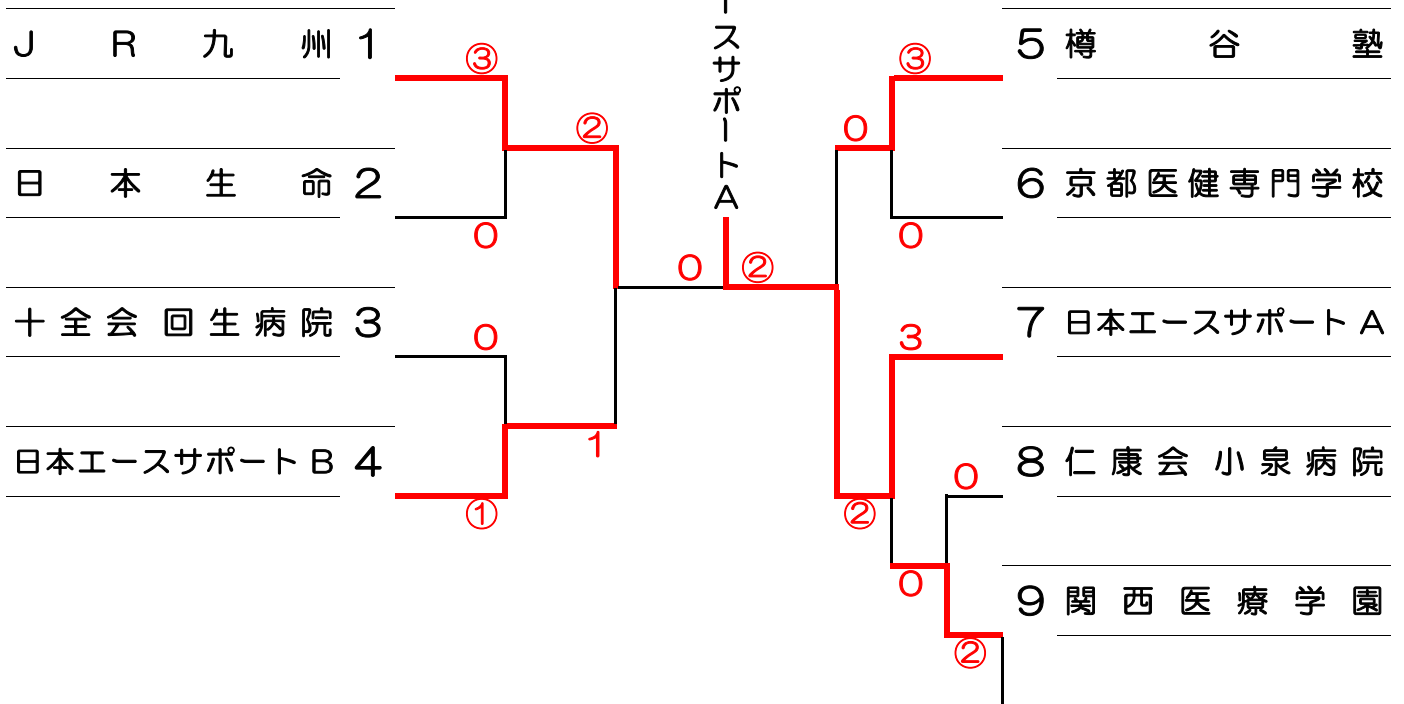 JR九州 1
③
日本生命 2
0
②
十全会 回生病院 3
0
日本エースサポートB 4
①
1
0
ースサポートA
②
5 樽谷塾
③
0
6 京都医健専門学校
0
7 日本エースサポートA
3
②
8 仁康会 小泉病院
0
0
9 関西医療学園
②